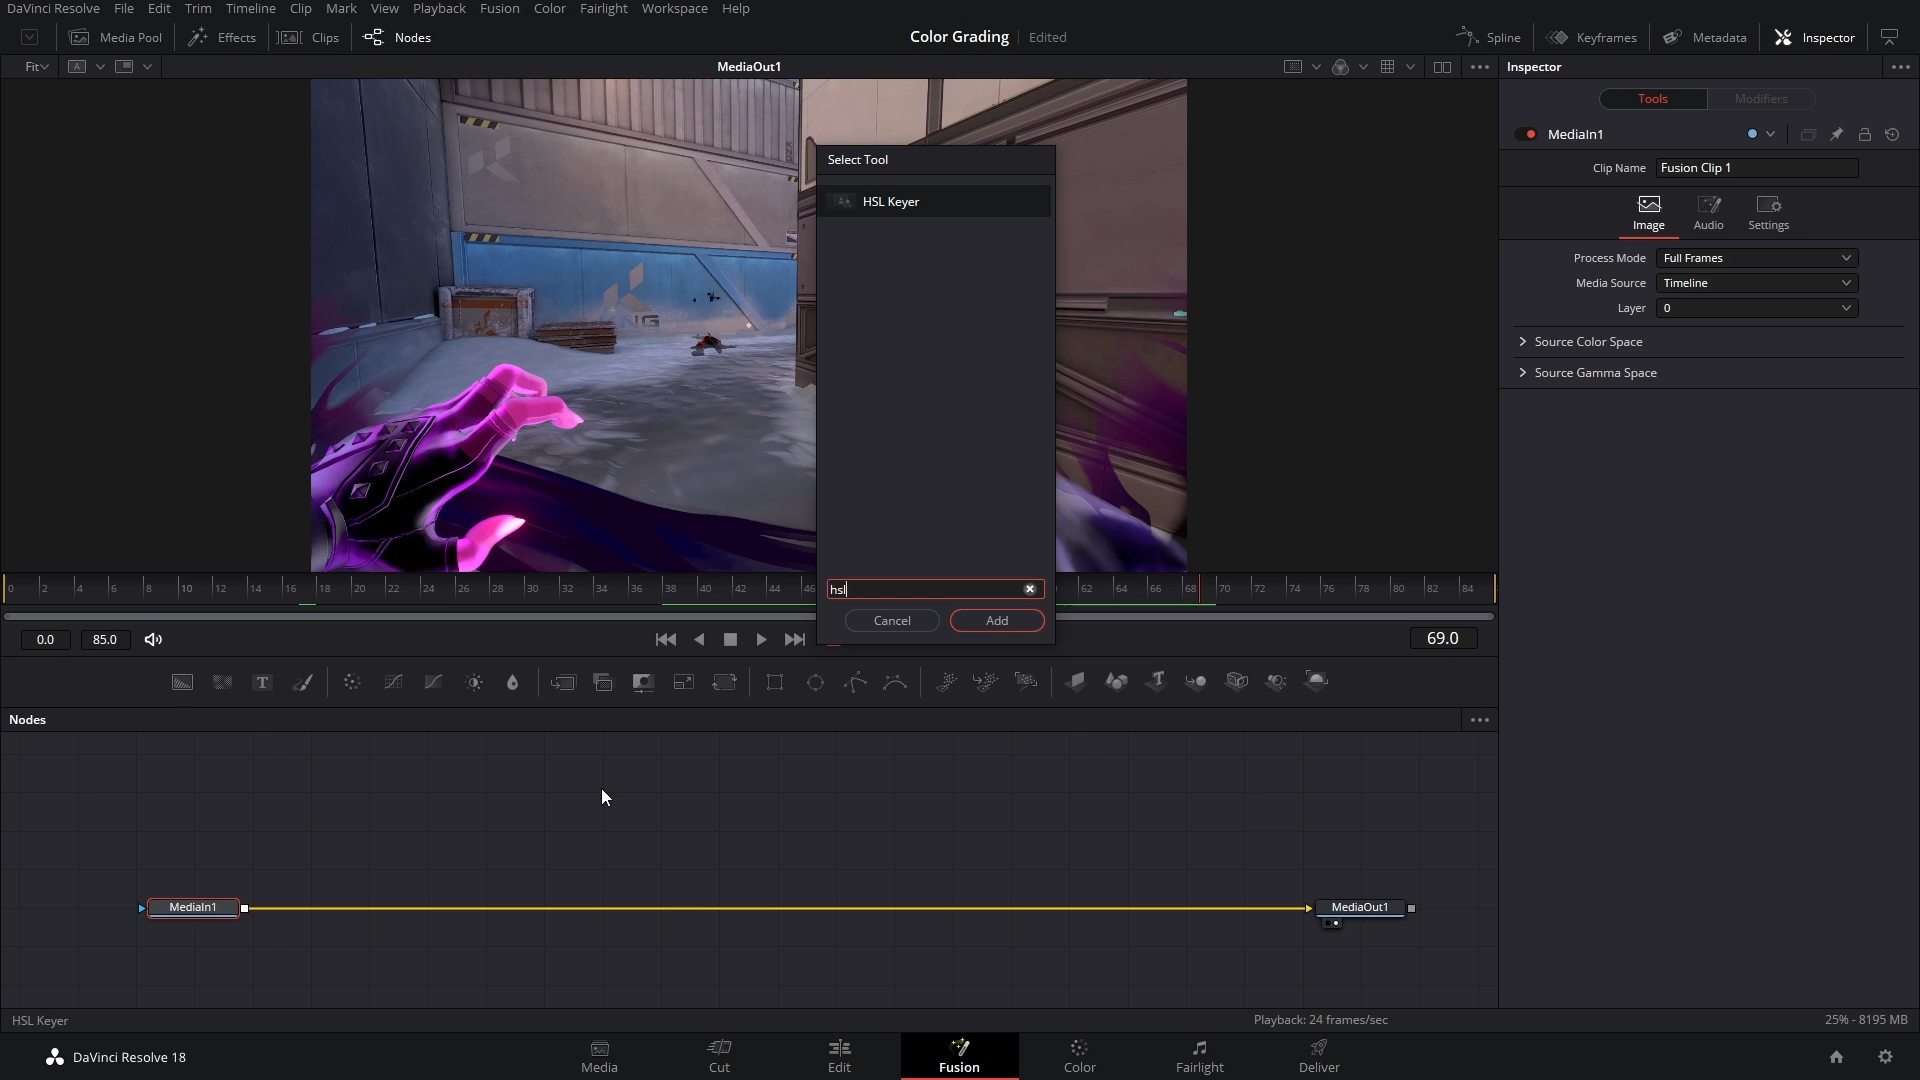 DaVinci Resolve File Edit Trim Timeline Clip Mark View Playback Fusion Color Fairlight Workspace Help
Media Pool Effects Clips Nodes Color Grading Edited Spline Keyframes Metadata Inspector
Fit A MediaOut1 Inspector
Tools Modifiers
MediaIn1
Clip Name Fusion Clip 1
Image Audio Settings
Process Mode Full Frames
Media Source Timeline
Layer 0
Source Color Space
Source Gamma Space
Select Tool
HSL Keyer
hsl
Cancel Add
NG
0 2 4 6 8 10 12 14 16 18 20 22 24 26 28 30 32 34 36 38 40 42 44 46 62 64 66 68 70 72 74 76 78 80 82 84
0.0 85.0 69.0
T
Nodes
MediaIn1 MediaOut1
HSL Keyer Playback: 24 frames/sec 25% - 8195 MB
DaVinci Resolve 18 Media Cut Edit Fusion Color Fairlight Deliver